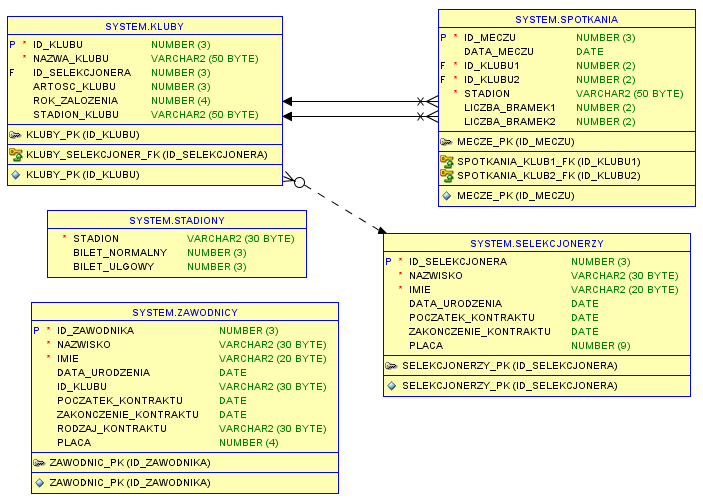 SYSTEM.KLUBY
P * ID_KLUBU NUMBER (3)
* NAZWA_KLUBU VARCHAR2 (50 BYTE)
F ID_SELEKCJONERA NUMBER (3)
ARTOSC_KLUBU NUMBER (3)
ROK_ZALOZENIA NUMBER (4)
STADION_KLUBU VARCHAR2 (50 BYTE)
KLUBY_PK (ID_KLUBU)
KLUBY_SELEKCJONER_FK (ID_SELEKCJONERA)
KLUBY_PK (ID_KLUBU)
SYSTEM.SPOTKANIA
P * ID_MECZU NUMBER (3)
DATA_MECZU DATE
F * ID_KLUBU1 NUMBER (2)
F * ID_KLUBU2 NUMBER (2)
* STADION VARCHAR2 (50 BYTE)
LICZBA_BRAMEK1 NUMBER (2)
LICZBA_BRAMEK2 NUMBER (2)
MECZE_PK (ID_MECZU)
SPOTKANIA_KLUB1_FK (ID_KLUBU1)
SPOTKANIA_KLUB2_FK (ID_KLUBU2)
MECZE_PK (ID_MECZU)
SYSTEM.STADIONY
* STADION VARCHAR2 (30 BYTE)
BILET_NORMALNY NUMBER (3)
BILET_ULGOWY NUMBER (3)
SYSTEM.SELEKCJONERZY
P * ID_SELEKCJONERA NUMBER (3)
* NAZWISKO VARCHAR2 (30 BYTE)
* IMIE VARCHAR2 (20 BYTE)
DATA_URODZENIA DATE
POCZATEK_KONTRAKTU DATE
ZAKONCZENIE_KONTRAKTU DATE
PLACA NUMBER (9)
SELEKCJONERZY_PK (ID_SELEKCJONERA)
SELEKCJONERZY_PK (ID_SELEKCJONERA)
SYSTEM.ZAWODNICY
P * ID_ZAWODNIKA NUMBER (3)
* NAZWISKO VARCHAR2 (30 BYTE)
* IMIE VARCHAR2 (20 BYTE)
DATA_URODZENIA DATE
ID_KLUBU VARCHAR2 (30 BYTE)
POCZATEK_KONTRAKTU DATE
ZAKONCZENIE_KONTRAKTU DATE
RODZAJ_KONTRAKTU VARCHAR2 (30 BYTE)
PLACA NUMBER (4)
ZAWODNIC_PK (ID_ZAWODNIKA)
ZAWODNIC_PK (ID_ZAWODNIKA)